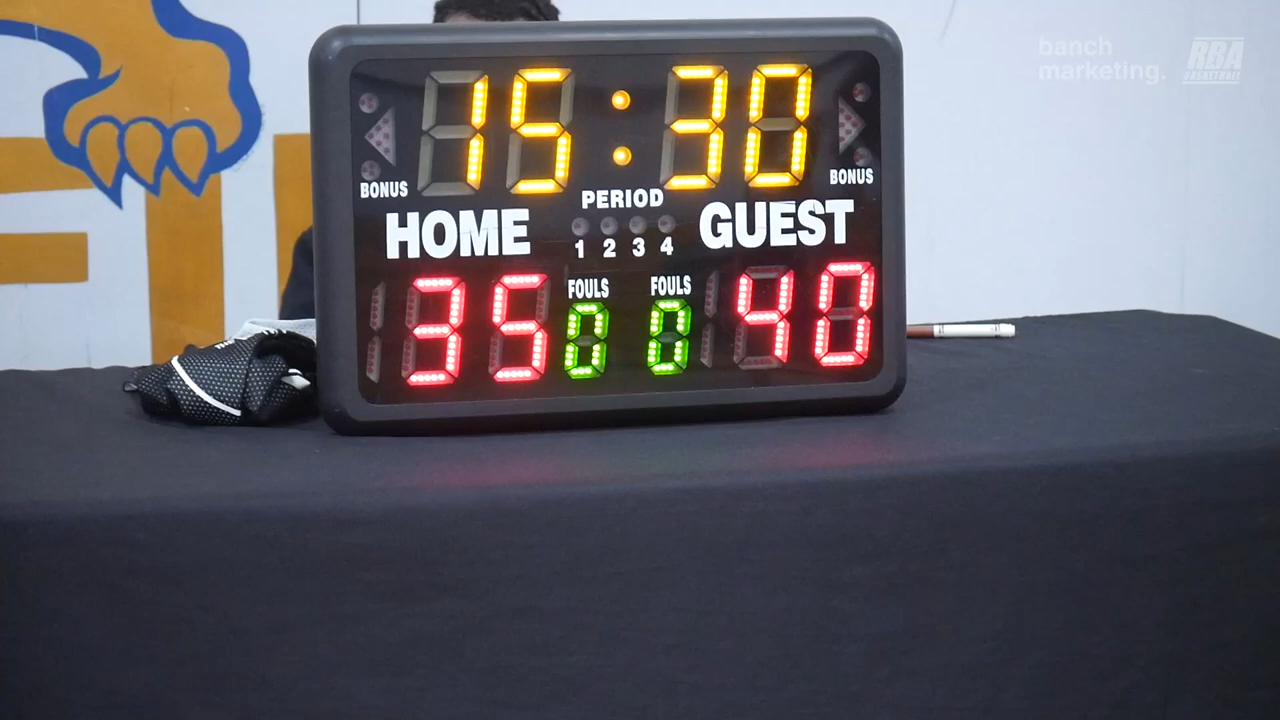 banch
marketing.
RBA
BASKETBALL
15:30
BONUS
BONUS
PERIOD
HOME
GUEST
1 2 3 4
FOULS
FOULS
35
0
0
40